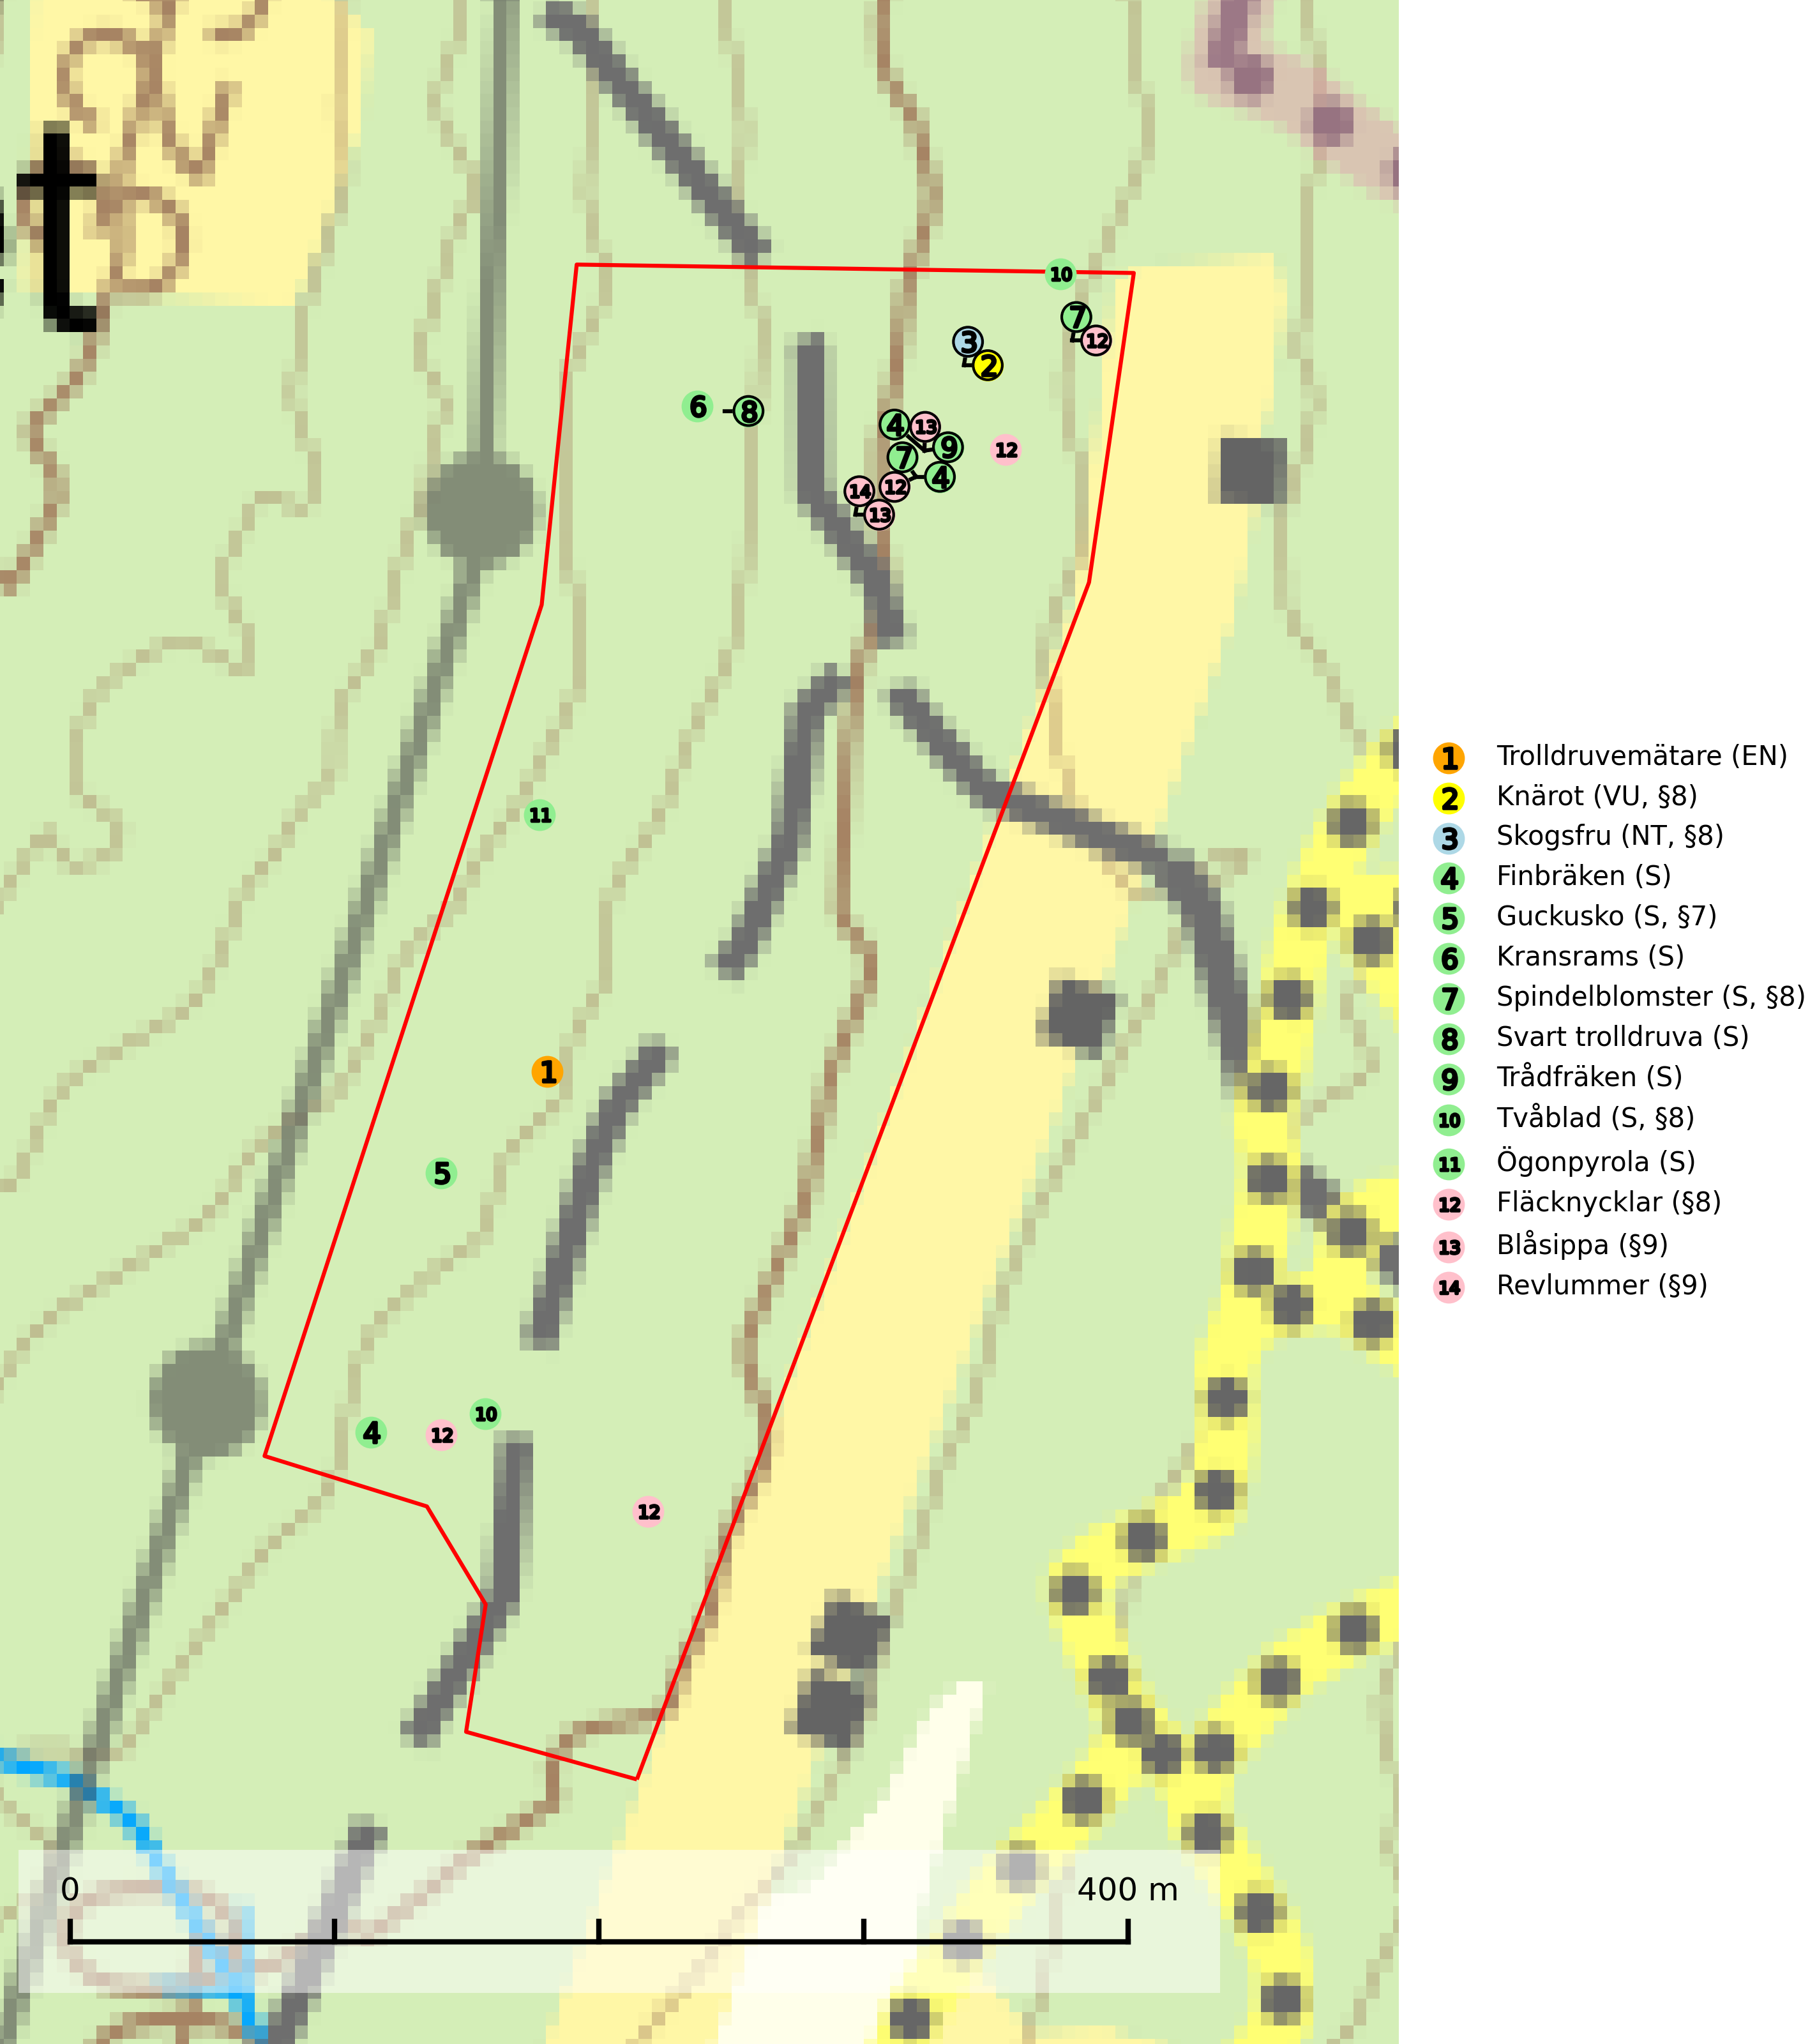 t
10
7
3
12
2
6
8
4
13
9
12
7
4
14
12
13
11
1
5
10
4
12
12
1 Trolldruvemätare (EN)
2 Knärot (VU, §8)
3 Skogsfru (NT, §8)
4 Finbräken (S)
5 Guckusko (S, §7)
6 Kransrams (S)
7 Spindelblomster (S, §8)
8 Svart trolldruva (S)
9 Trådfräken (S)
10 Tvåblad (S, §8)
11 Ögonpyrola (S)
12 Fläcknycklar (§8)
13 Blåsippa (§9)
14 Revlummer (§9)
0 400 m